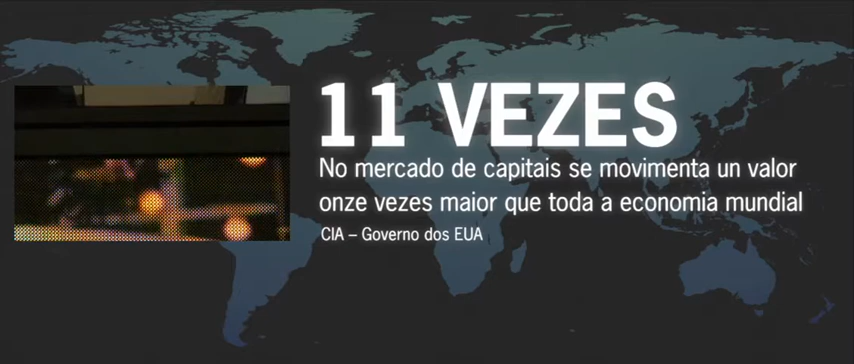 11 VEZES
No mercado de capitais se movimenta un valor
onze vezes maior que toda a economia mundial
CIA – Governo dos EUA